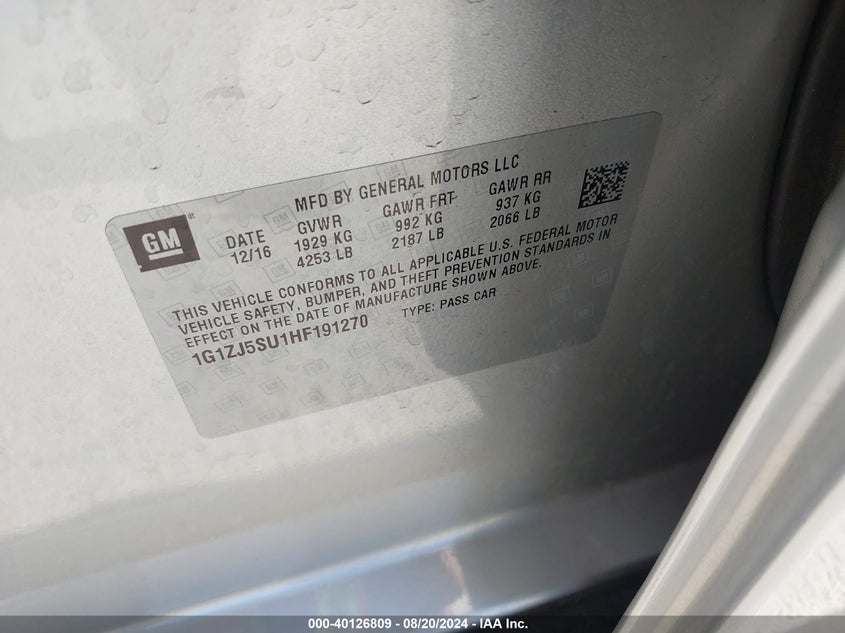 MFD BY GENERAL MOTORS LLC
GM®
DATE GVWR GAWR FRT GAWR RR
12/16 1929 KG 992 KG 937 KG
4253 LB 2187 LB 2066 LB
THIS VEHICLE CONFORMS TO ALL APPLICABLE U.S. FEDERAL MOTOR
VEHICLE SAFETY, BUMPER, AND THEFT PREVENTION STANDARDS IN
EFFECT ON THE DATE OF MANUFACTURE SHOWN ABOVE.
1G1ZJ5SU1HF191270 TYPE: PASS CAR
000-40126809 - 08/20/2024 - IAA Inc.